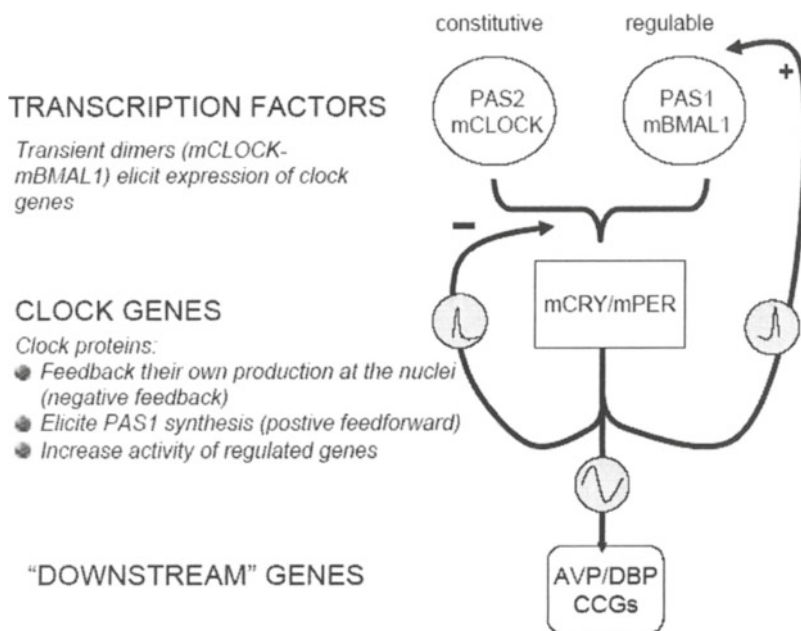 constitutive
regulable
PAS2
mCLOCK
PAS1
mBMAL1
+
TRANSCRIPTION FACTORS
Transient dimers (mCLOCK-
mBMAL1) elicit expression of clock
genes
−
mCRY/mPER
CLOCK GENES
Clock proteins:
Feedback their own production at the nuclei
(negative feedback)
Elicite PAS1 synthesis (postive feedforward)
Increase activity of regulated genes
"DOWNSTREAM" GENES
AVP/DBP
CCGs